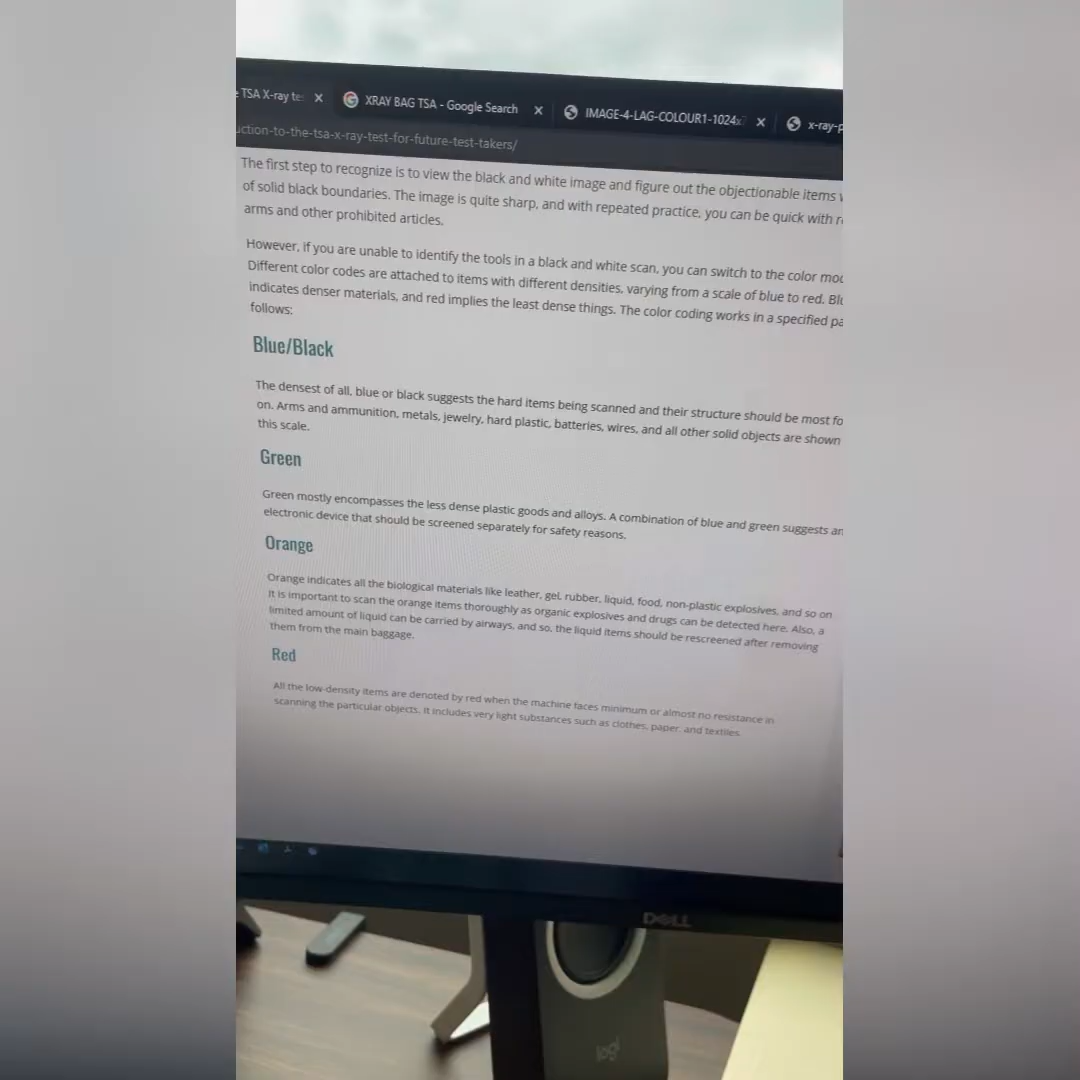 TSA X-ray te
XRAY BAG TSA - Google Search
IMAGE-4-LAG-COLOUR1-1024x
x-ray-p
uction-to-the-tsa-x-ray-test-for-future-test-takers/
The first step to recognize is to view the black and white image and figure out the objectionable items
of solid black boundaries. The image is quite sharp, and with repeated practice, you can be quick with r
arms and other prohibited articles.
However, if you are unable to identify the tools in a black and white scan, you can switch to the color mod
Different color codes are attached to items with different densities, varying from a scale of blue to red. Blu
indicates denser materials, and red implies the least dense things. The color coding works in a specified pa
follows:
Blue/Black
The densest of all, blue or black suggests the hard items being scanned and their structure should be most fo
on. Arms and ammunition, metals, jewelry, hard plastic, batteries, wires, and all other solid objects are shown
this scale.
Green
Green mostly encompasses the less dense plastic goods and alloys. A combination of blue and green suggests an
electronic device that should be screened separately for safety reasons.
Orange
Orange indicates all the biological materials like leather, gel, rubber, liquid, food, non-plastic explosives, and so on
It is important to scan the orange items thoroughly as organic explosives and drugs can be detected here. Also, a
limited amount of liquid can be carried by airways, and so, the liquid items should be rescreened after removing
them from the main baggage.
Red
All the low-density items are denoted by red when the machine faces minimum or almost no resistance in
scanning the particular objects. It includes very light substances such as clothes, paper, and textiles.
DELL
logi